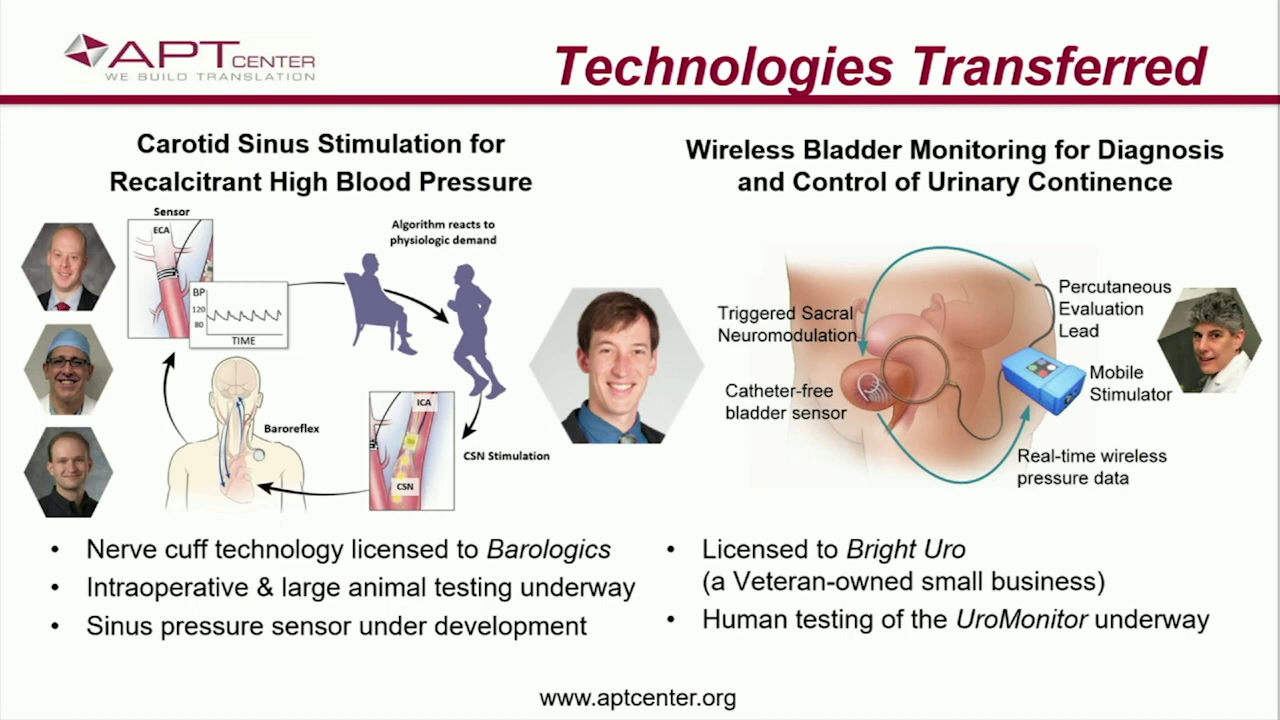 APT CENTER
WE BUILD TRANSLATION
Technologies Transferred
Carotid Sinus Stimulation for
Recalcitrant High Blood Pressure
Sensor
ECA
BP
120
80
TIME
Algorithm reacts to
physiologic demand
Baroreflex
ICA
CSN
CSN Stimulation
• Nerve cuff technology licensed to Barologics
• Intraoperative & large animal testing underway
• Sinus pressure sensor under development
Wireless Bladder Monitoring for Diagnosis
and Control of Urinary Continence
Triggered Sacral
Neuromodulation
Catheter-free
bladder sensor
Percutaneous
Evaluation
Lead
Mobile
Stimulator
Real-time wireless
pressure data
• Licensed to Bright Uro
(a Veteran-owned small business)
• Human testing of the UroMonitor underway
www.aptcenter.org